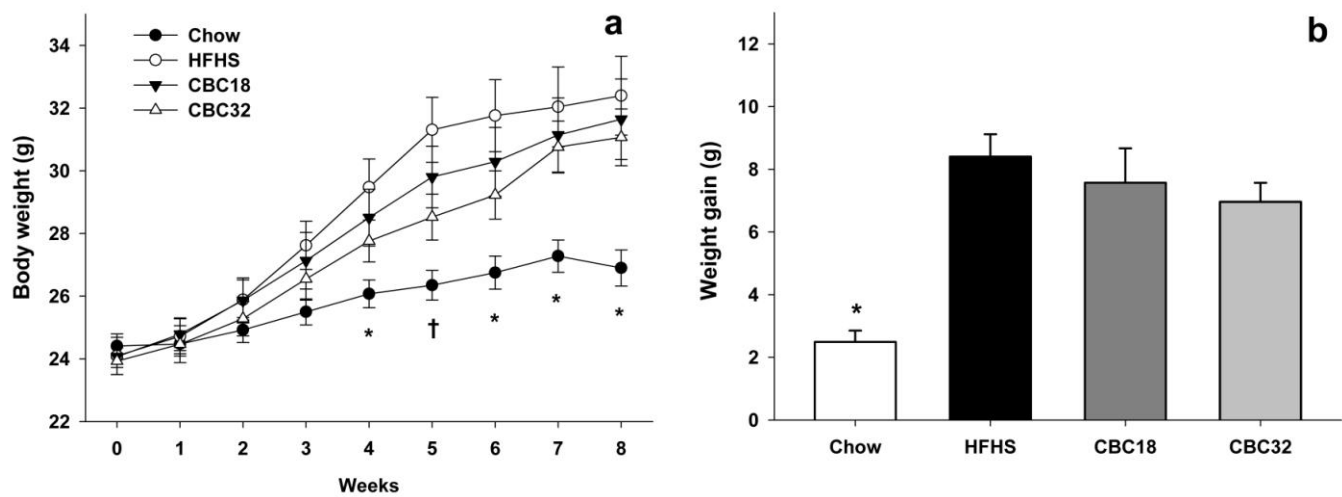 a
Chow
HFHS
CBC18
CBC32
Body weight (g)
34
32
30
28
26
24
22
*
†
*
*
*
0 1 2 3 4 5 6 7 8
Weeks
b
Weight gain (g)
12
10
8
6
4
2
0
*
Chow HFHS CBC18 CBC32